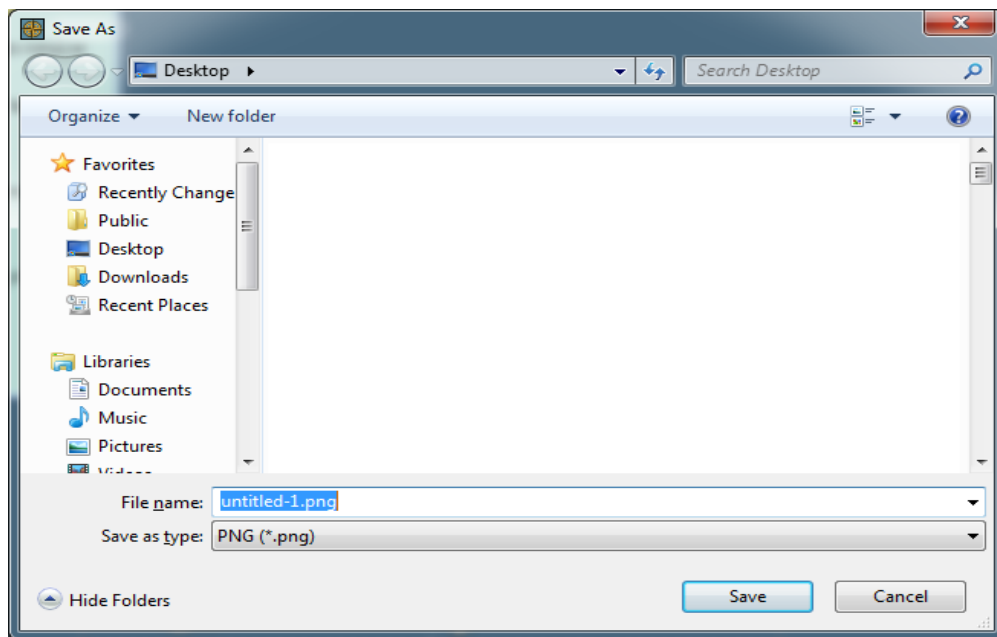 Save As
Desktop
Search Desktop
Organize New folder
Favorites
Recently Change
Public
Desktop
Downloads
Recent Places
Libraries
Documents
Music
Pictures
Videos
File name: untitled-1.png
Save as type: PNG (*.png)
Hide Folders Save Cancel